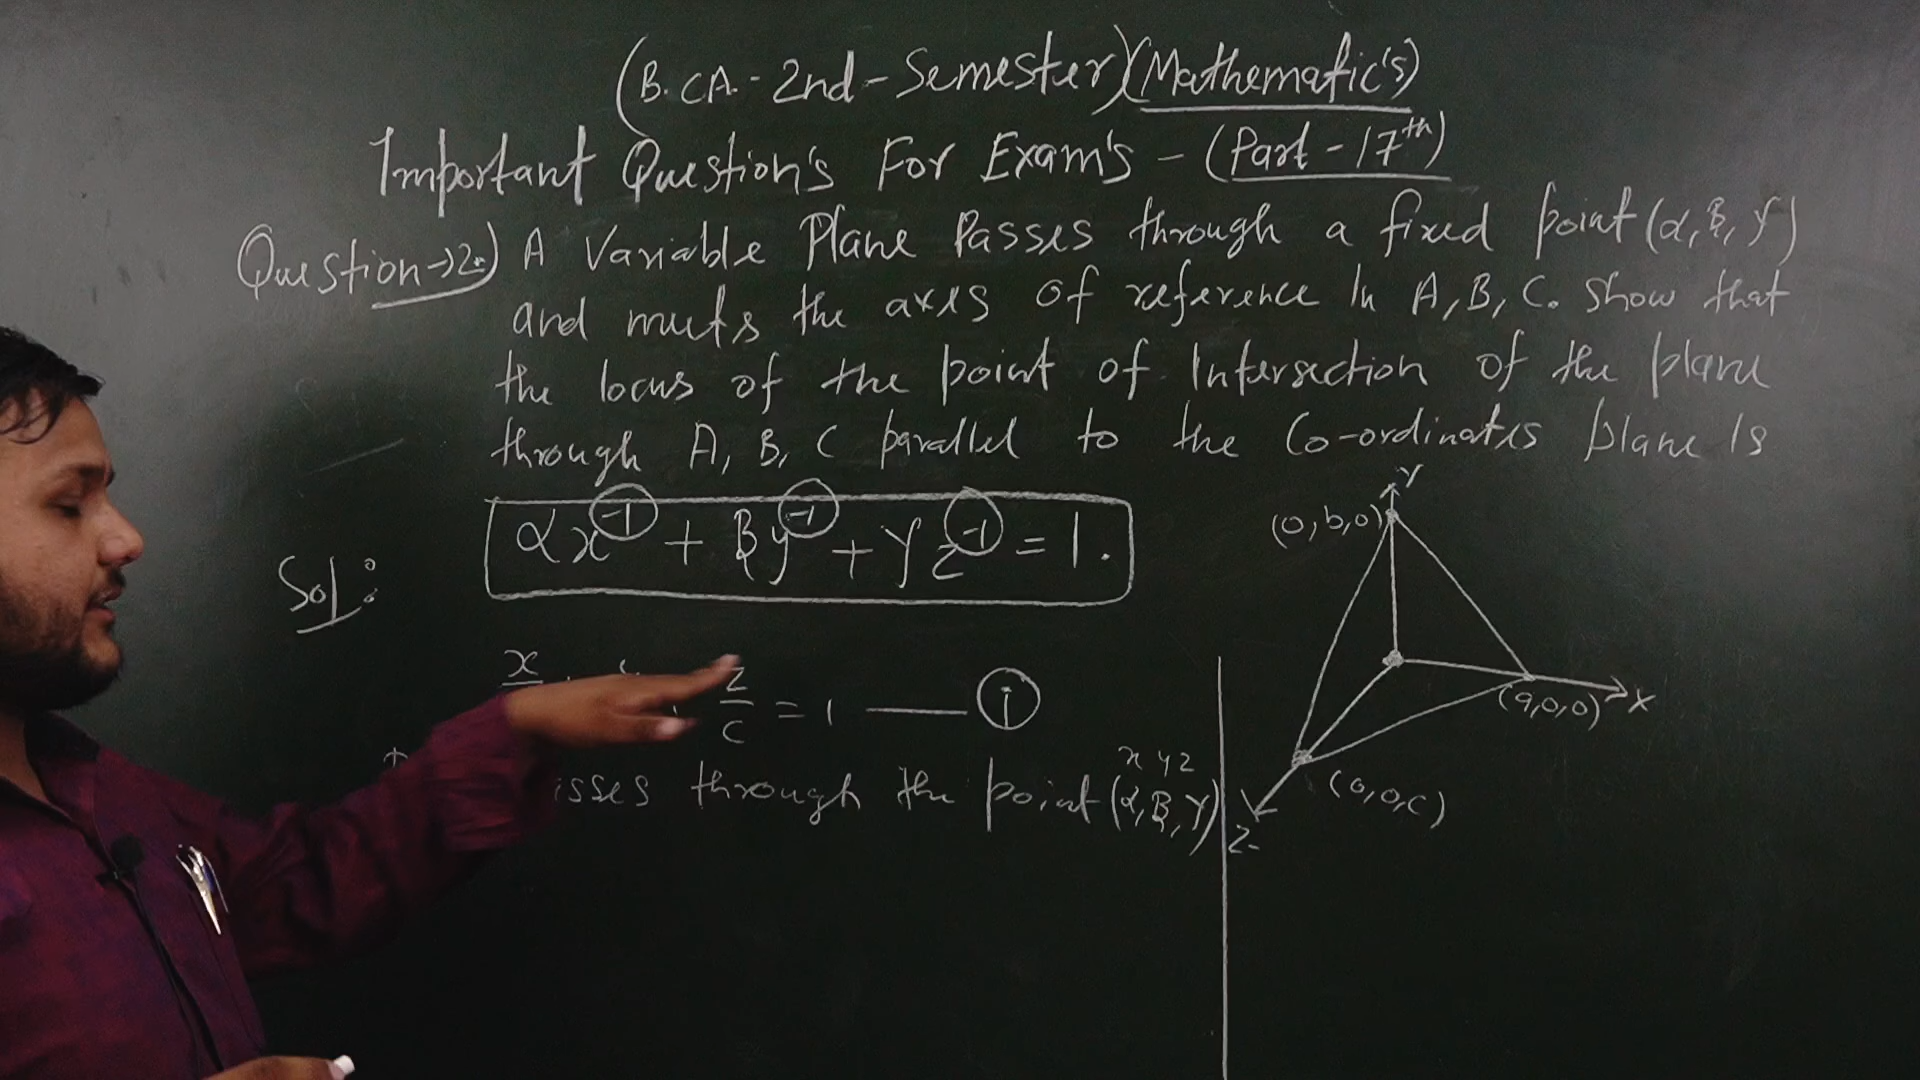 (B.CA.-2nd-Semester)(Mathematic's)
Important Question's For Exam's - (Part-17th)
Question→2.) A Variable Plane Passes through a fixed point (α, β, γ)
and meets the axes of reference In A, B, C. Show that
the locus of the point of Intersection of the plane
through A, B, C parallel to the Co-ordinates plane Is
αx⁻¹ + βy⁻¹ + γz⁻¹ = 1.
Sol:
x z/c = 1 —— ①
through the point (α, β, γ)
x y z
Y
(0,b,0)
(a,0,0) X
(0,0,c)
Z